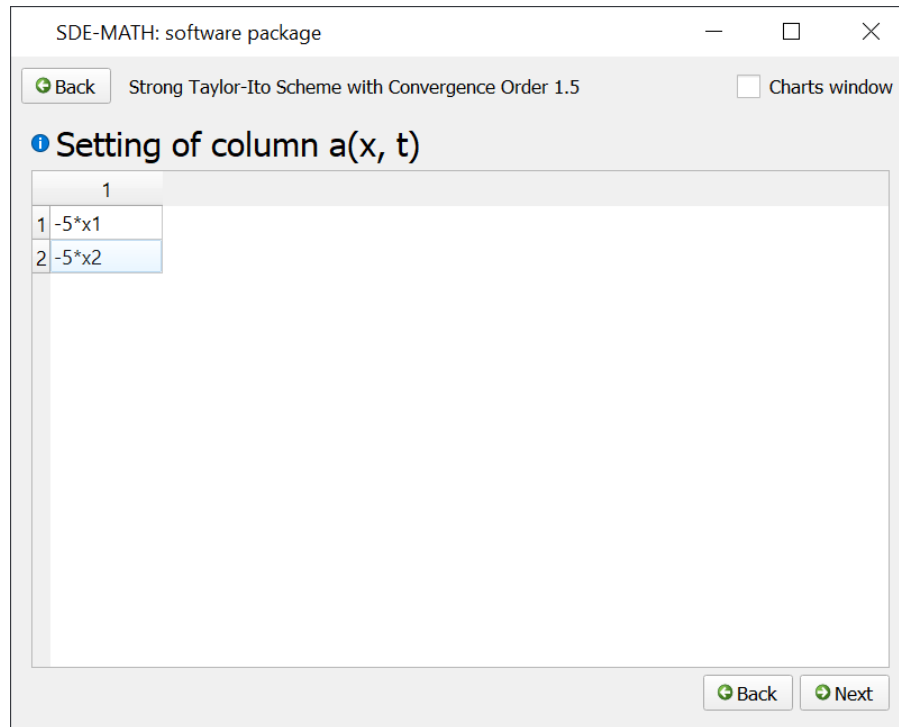 SDE-MATH: software package
Back Strong Taylor-Ito Scheme with Convergence Order 1.5 Charts window
i Setting of column a(x, t)
1
1 -5*x1
2 -5*x2
Back Next